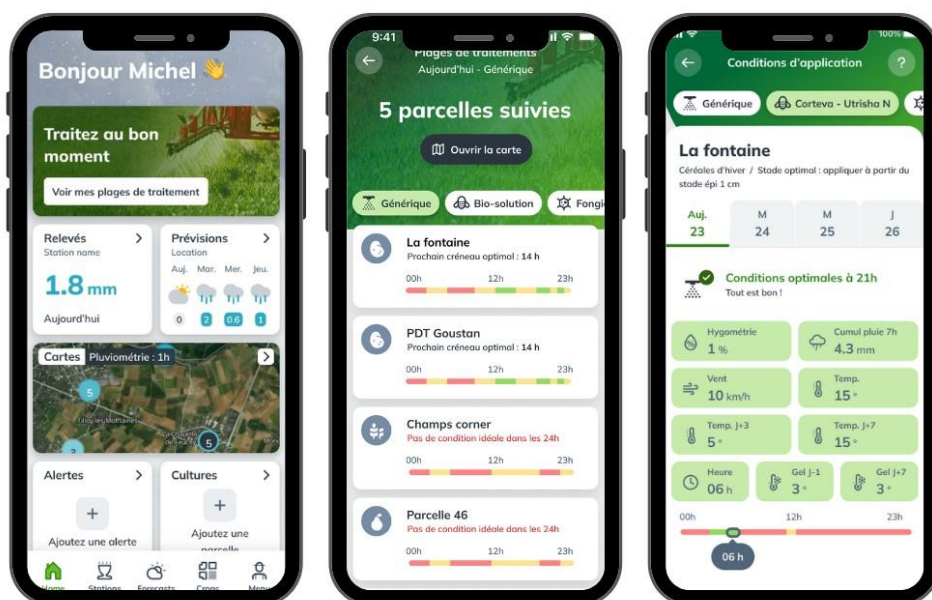 Bonjour Michel 👋
Traitez au bon
moment
Voir mes plages de traitement
Relevés
Station name
1.8 mm
Aujourd'hui
Prévisions
Location
Auj. Mar. Mer. Jeu.
0 2 0.6 1
Cartes Pluviométrie : 1h
5
Tilloy-les-Mofflaines
5
3
Alertes
Ajoutez une alerte
Cultures
Ajoutez une
parcelle
Home Stations Forecasts Crops Menu
9:41
Plages de traitements
Aujourd'hui - Générique
5 parcelles suivies
Ouvrir la carte
Générique Bio-solution Fongi
La fontaine
Prochain créneau optimal : 14 h
00h 12h 23h
PDT Goustan
Prochain créneau optimal : 14 h
00h 12h 23h
Champs corner
Pas de condition idéale dans les 24h
00h 12h 23h
Parcelle 46
Pas de condition idéale dans les 24h
00h 12h 23h
100%
Conditions d'application ?
Générique Corteva - Utrisha N
La fontaine
Céréales d'hiver / Stade optimal : appliquer à partir du
stade épi 1 cm
Auj. M M J
23 24 25 26
Conditions optimales à 21h
Tout est bon !
Hygométrie
1 %
Cumul pluie 7h
4.3 mm
Vent
10 km/h
Temp.
15 °
Temp. J+3
5 °
Temp. J+7
15 °
Heure
06 h
Gel J-1
3 °
Gel J+7
3 °
00h 12h 23h
06 h